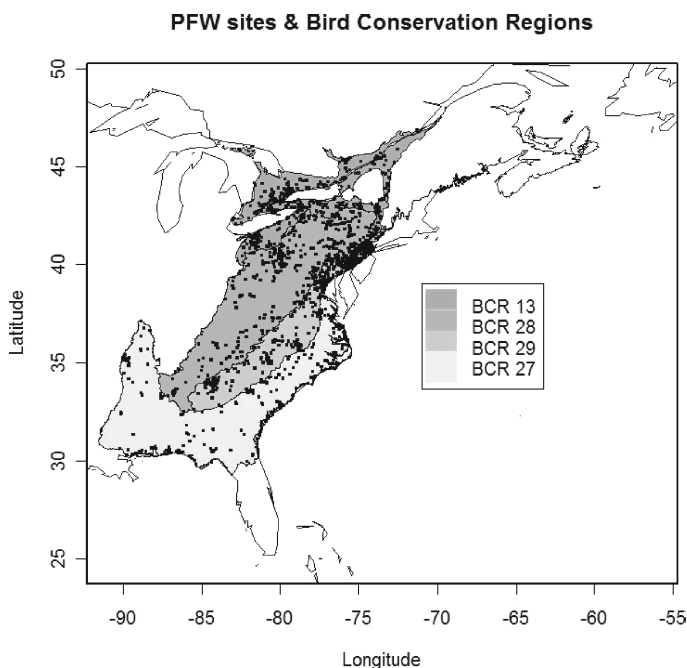 PFW sites & Bird Conservation Regions
50
45
40
35
30
25
Latitude
BCR 13
BCR 28
BCR 29
BCR 27
-90 -85 -80 -75 -70 -65 -60 -55
Longitude